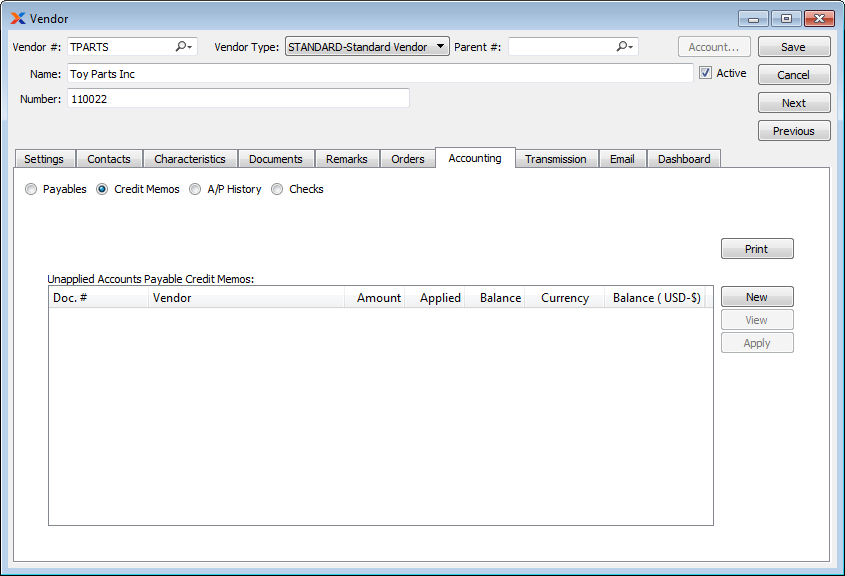 Vendor
Vendor #: TPARTS Vendor Type: STANDARD-Standard Vendor Parent #: Account... Save
Name: Toy Parts Inc Active Cancel
Number: 110022 Next
Previous
Settings Contacts Characteristics Documents Remarks Orders Accounting Transmission Email Dashboard
Payables Credit Memos A/P History Checks
Print
Unapplied Accounts Payable Credit Memos:
Doc. # Vendor Amount Applied Balance Currency Balance ( USD-$) New
View
Apply